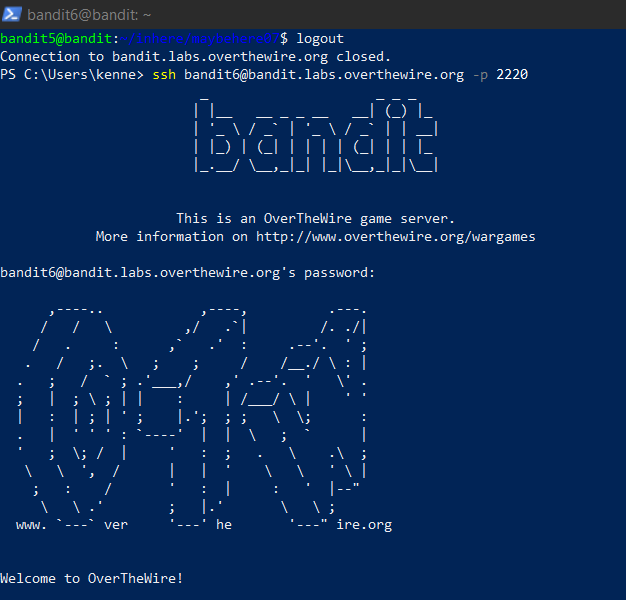 bandit6@bandit: ~
bandit5@bandit:~/inhere/maybehere07$ logout
Connection to bandit.labs.overthewire.org closed.
PS C:\Users\kenne> ssh bandit6@bandit.labs.overthewire.org -p 2220
bandit
This is an OverTheWire game server.
More information on http://www.overthewire.org/wargames
bandit6@bandit.labs.overthewire.org's password:
www. ver he ire.org
Welcome to OverTheWire!